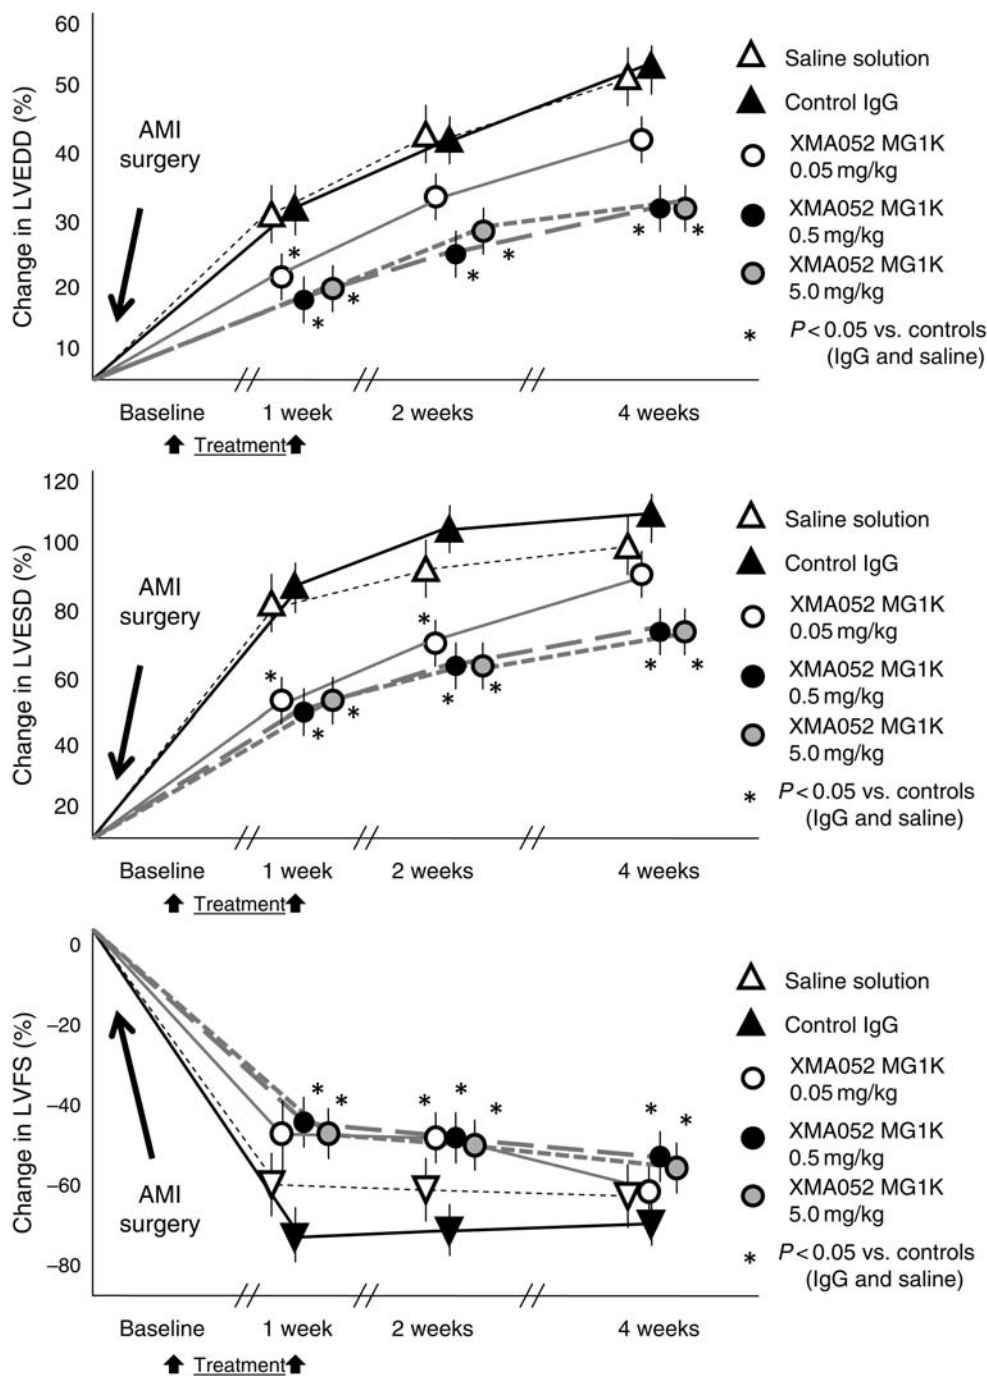 60
50
40
30
20
10
Change in LVEDD (%)
AMI
surgery
*
*
*
*
*
*
*
Baseline
1 week
2 weeks
4 weeks
Treatment
Saline solution
Control IgG
XMA052 MG1K
0.05 mg/kg
XMA052 MG1K
0.5 mg/kg
XMA052 MG1K
5.0 mg/kg
* P < 0.05 vs. controls
(IgG and saline)
120
100
80
60
40
20
Change in LVESD (%)
AMI
surgery
*
*
*
*
*
*
*
*
Baseline
1 week
2 weeks
4 weeks
Treatment
Saline solution
Control IgG
XMA052 MG1K
0.05 mg/kg
XMA052 MG1K
0.5 mg/kg
XMA052 MG1K
5.0 mg/kg
* P < 0.05 vs. controls
(IgG and saline)
0
−20
−40
−60
−80
Change in LVFS (%)
*
*
*
*
*
*
*
AMI
surgery
Baseline
1 week
2 weeks
4 weeks
Treatment
Saline solution
Control IgG
XMA052 MG1K
0.05 mg/kg
XMA052 MG1K
0.5 mg/kg
XMA052 MG1K
5.0 mg/kg
* P < 0.05 vs. controls
(IgG and saline)